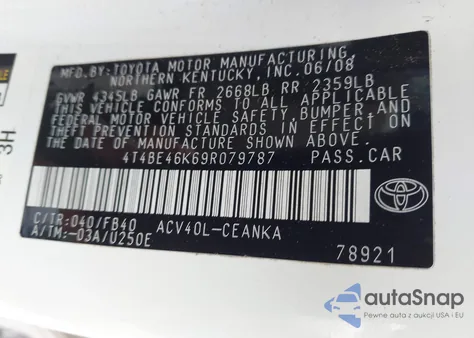 MFD. BY: TOYOTA MOTOR MANUFACTURING
NORTHERN KENTUCKY, INC. 06/08
GVWR 4345LB GAWR FR 2668LB RR 2359LB
THIS VEHICLE CONFORMS TO ALL APPLICABLE
FEDERAL MOTOR VEHICLE SAFETY, BUMPER AND
THEFT PREVENTION STANDARDS IN EFFECT ON
THE DATE OF MANUFACTURE SHOWN ABOVE.
4T4BE46K69R079787 PASS.CAR
C/TR:040/FB40 ACV40L-CEANKA
A/TM:-03A/U250E
78921
3H
autoSnap
Pewne auto z aukcji USA i EU